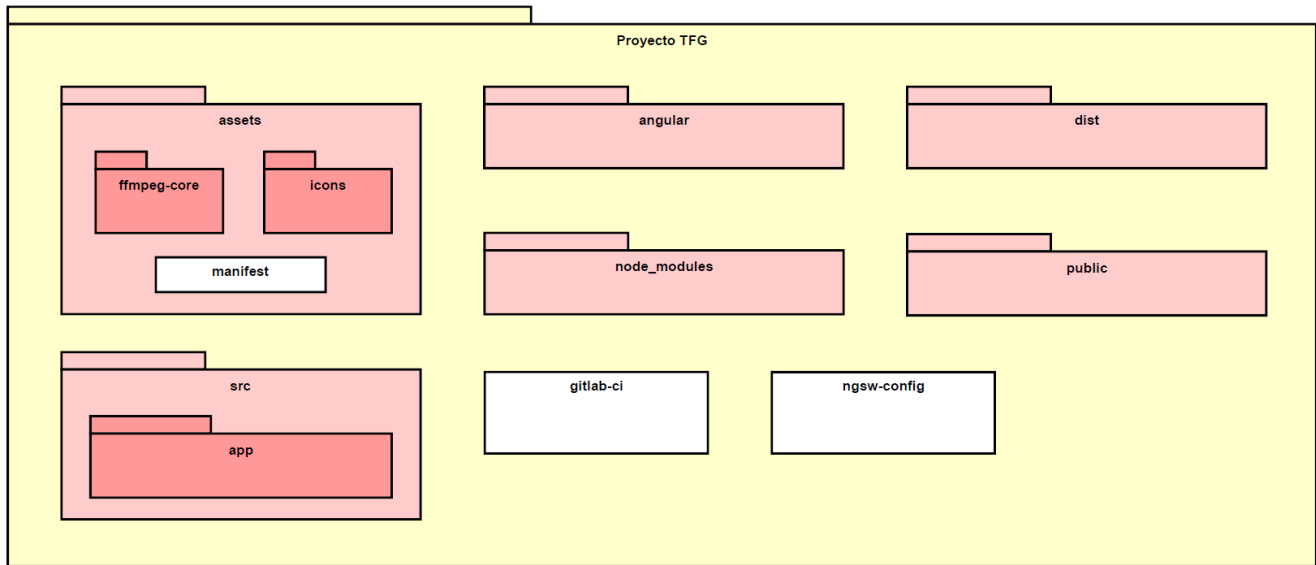 Proyecto TFG
assets
angular
dist
ffmpeg-core
icons
manifest
node_modules
public
src
app
gitlab-ci
ngsw-config